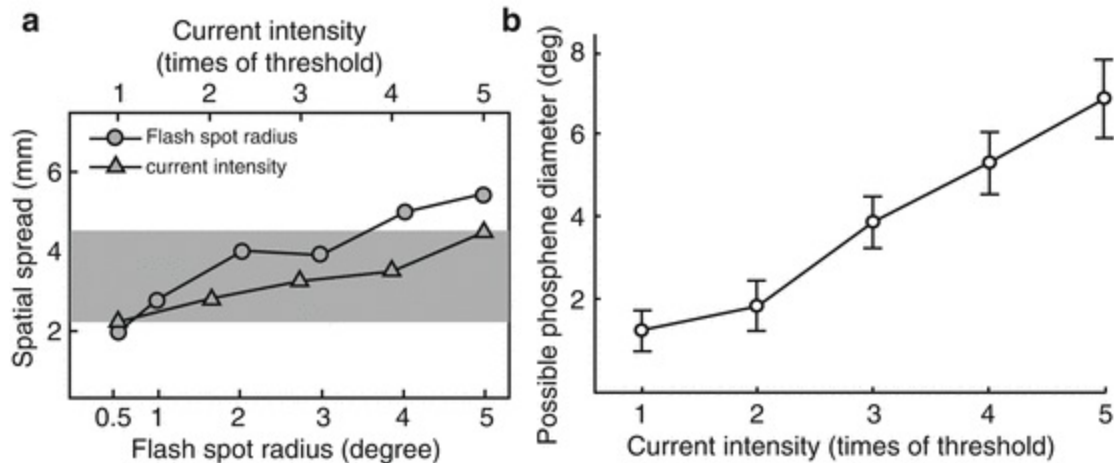 a
Current intensity
(times of threshold)
1 2 3 4 5
Flash spot radius
current intensity
Spatial spread (mm)
6
4
2
0.5 1 2 3 4 5
Flash spot radius (degree)
b
Possible phosphene diameter (deg)
8
6
4
2
1 2 3 4 5
Current intensity (times of threshold)